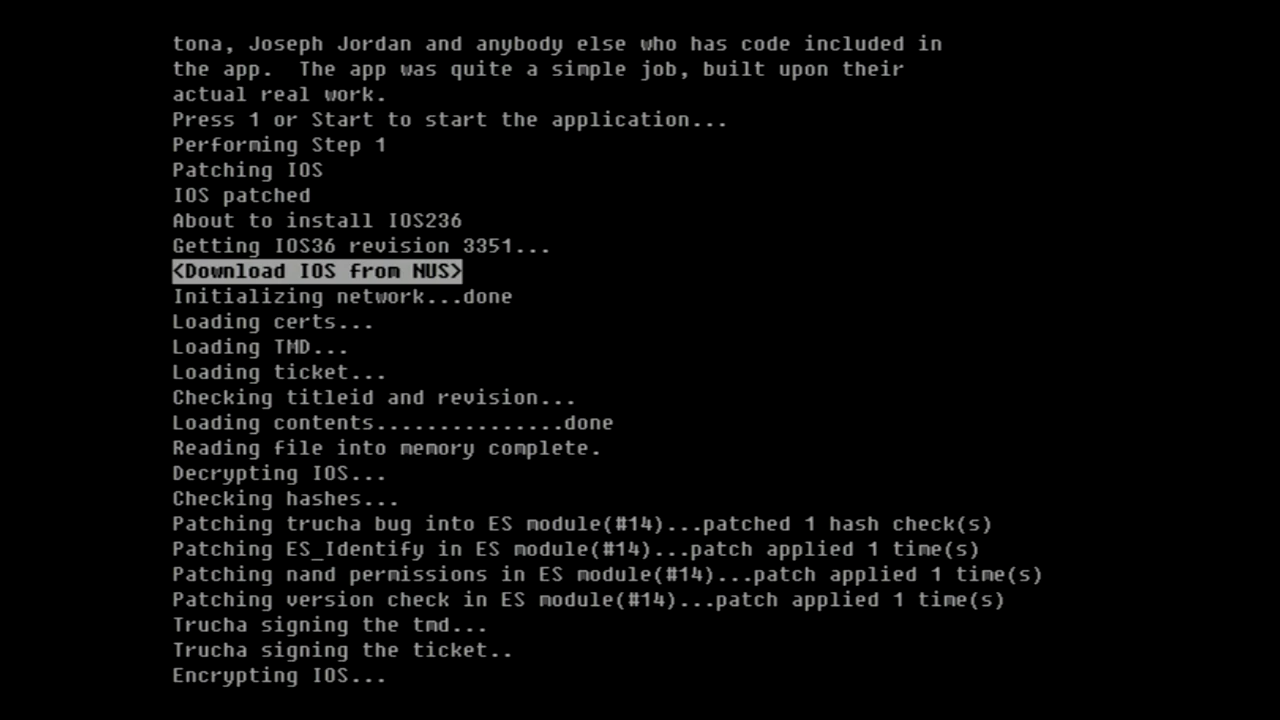 tona, Joseph Jordan and anybody else who has code included in
the app.  The app was quite a simple job, built upon their
actual real work.
Press 1 or Start to start the application...
Performing Step 1
Patching IOS
IOS patched
About to install IOS236
Getting IOS36 revision 3351...
<Download IOS from NUS>
Initializing network...done
Loading certs...
Loading TMD...
Loading ticket...
Checking titleid and revision...
Loading contents...............done
Reading file into memory complete.
Decrypting IOS...
Checking hashes...
Patching trucha bug into ES module(#14)...patched 1 hash check(s)
Patching ES_Identify in ES module(#14)...patch applied 1 time(s)
Patching nand permissions in ES module(#14)...patch applied 1 time(s)
Patching version check in ES module(#14)...patch applied 1 time(s)
Trucha signing the tmd...
Trucha signing the ticket..
Encrypting IOS...